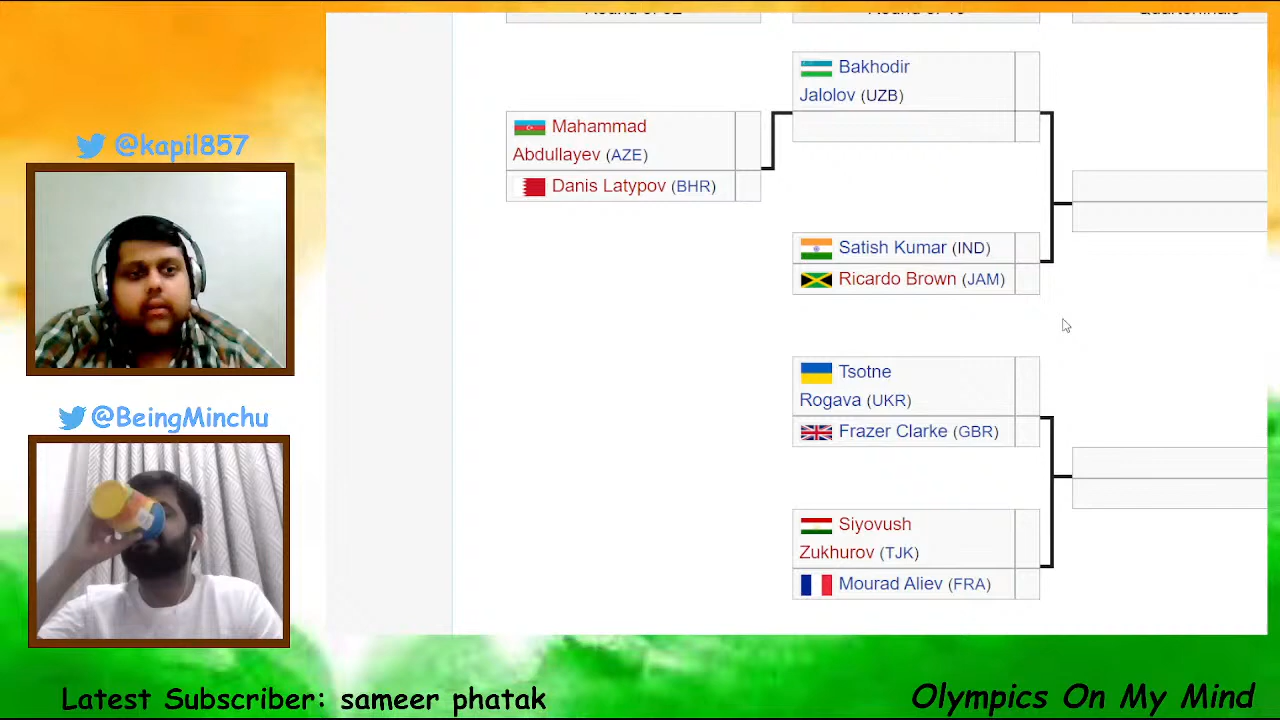 @kapil857
@BeingMinchu
Mahammad
Abdullayev (AZE)
Danis Latypov (BHR)
Bakhodir
Jalolov (UZB)
Satish Kumar (IND)
Ricardo Brown (JAM)
Tsotne
Rogava (UKR)
Frazer Clarke (GBR)
Siyovush
Zukhurov (TJK)
Mourad Aliev (FRA)
Latest Subscriber: sameer phatak
Olympics On My Mind